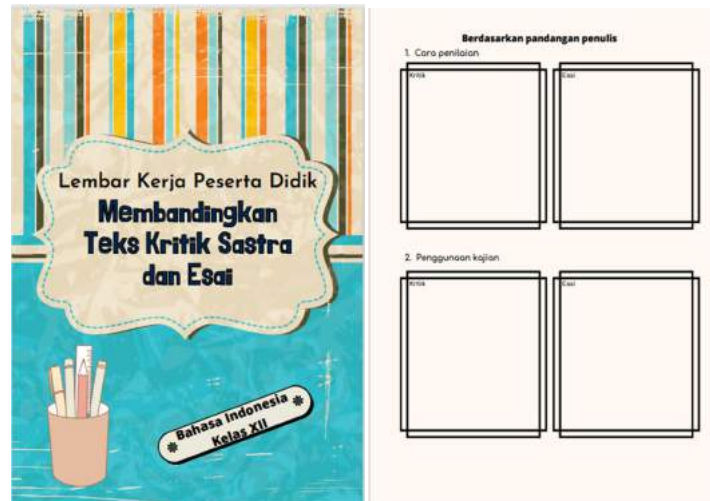 Lembar Kerja Peserta Didik
Membandingkan
Teks Kritik Sastra
dan Esai
Bahasa Indonesia
Kelas XII
Berdasarkan pandangan penulis
1. Cara penilaian
Kritik
Esai
2. Penggunaan kajian
Kritik
Esai